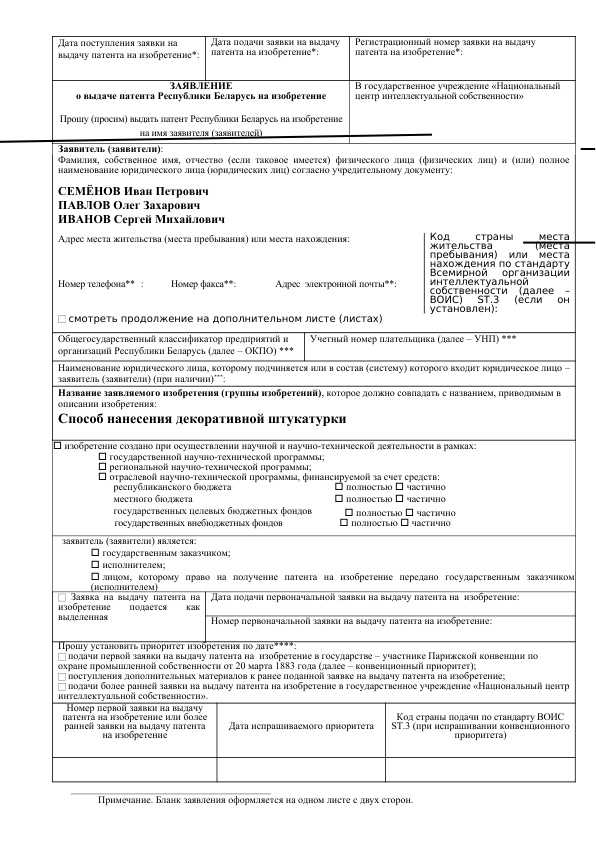 Дата поступления заявки на
выдачу патента на изобретение*:
Дата подачи заявки на выдачу
патента на изобретение*:
Регистрационный номер заявки на выдачу
патента на изобретение*:
ЗАЯВЛЕНИЕ
о выдаче патента Республики Беларусь на изобретение
Прошу (просим) выдать патент Республики Беларусь на изобретение
на имя заявителя (заявителей)
В государственное учреждение «Национальный
центр интеллектуальной собственности»
Заявитель (заявители):
Фамилия, собственное имя, отчество (если таковое имеется) физического лица (физических лиц) и (или) полное
наименование юридического лица (юридических лиц) согласно учредительному документу:
СЕМЁНОВ Иван Петрович
ПАВЛОВ Олег Захарович
ИВАНОВ Сергей Михайлович
Адрес места жительства (места пребывания) или места нахождения:
Номер телефона** : Номер факса**: Адрес электронной почты**:
смотреть продолжение на дополнительном листе (листах)
Код страны места
жительства (места
пребывания) или места
нахождения по стандарту
Всемирной организации
интеллектуальной
собственности (далее –
ВОИС) ST.3 (если он
установлен):
Общегосударственный классификатор предприятий и
организаций Республики Беларусь (далее – ОКПО) ***
Учетный номер плательщика (далее – УНП) ***
Наименование юридического лица, которому подчиняется или в состав (систему) которого входит юридическое лицо –
заявитель (заявители) (при наличии)***:
Название заявляемого изобретения (группы изобретений), которое должно совпадать с названием, приводимым в
описании изобретения:
Способ нанесения декоративной штукатурки
изобретение создано при осуществлении научной и научно-технической деятельности в рамках:
государственной научно-технической программы;
региональной научно-технической программы;
отраслевой научно-технической программы, финансируемой за счет средств:
республиканского бюджета полностью частично
местного бюджета полностью частично
государственных целевых бюджетных фондов полностью частично
государственных внебюджетных фондов полностью частично
заявитель (заявители) является:
государственным заказчиком;
исполнителем;
лицом, которому право на получение патента на изобретение передано государственным заказчиком
(исполнителем)
Заявка на выдачу патента на
изобретение подается как
выделенная
Дата подачи первоначальной заявки на выдачу патента на изобретение:
Номер первоначальной заявки на выдачу патента на изобретение:
Прошу установить приоритет изобретения по дате****:
подачи первой заявки на выдачу патента на изобретение в государстве – участнике Парижской конвенции по
охране промышленной собственности от 20 марта 1883 года (далее – конвенционный приоритет);
поступления дополнительных материалов к ранее поданной заявке на выдачу патента на изобретение;
подачи более ранней заявки на выдачу патента на изобретение в государственное учреждение «Национальный центр
интеллектуальной собственности».
Номер первой заявки на выдачу
патента на изобретение или более
ранней заявки на выдачу патента
на изобретение
Дата испрашиваемого приоритета
Код страны подачи по стандарту ВОИС
ST.3 (при испрашивании конвенционного
приоритета)
Примечание. Бланк заявления оформляется на одном листе с двух сторон.